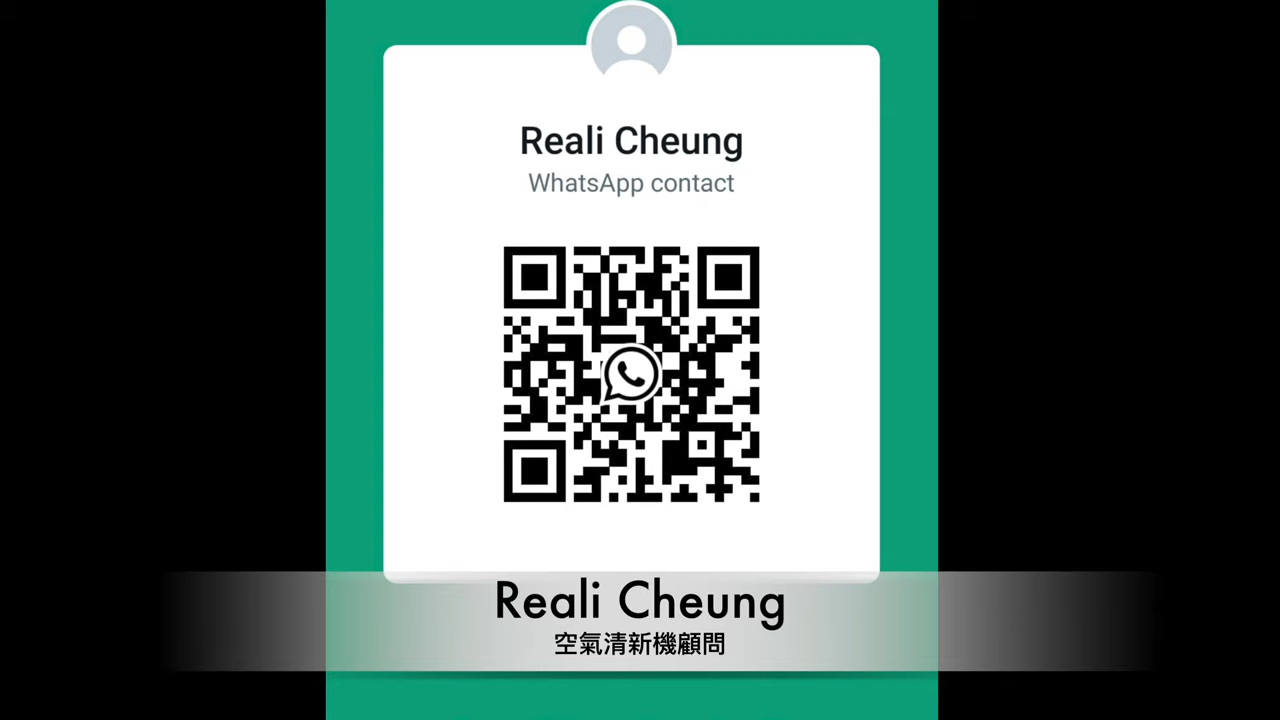 Reali Cheung
WhatsApp contact
Reali Cheung
空氣清新機顧問